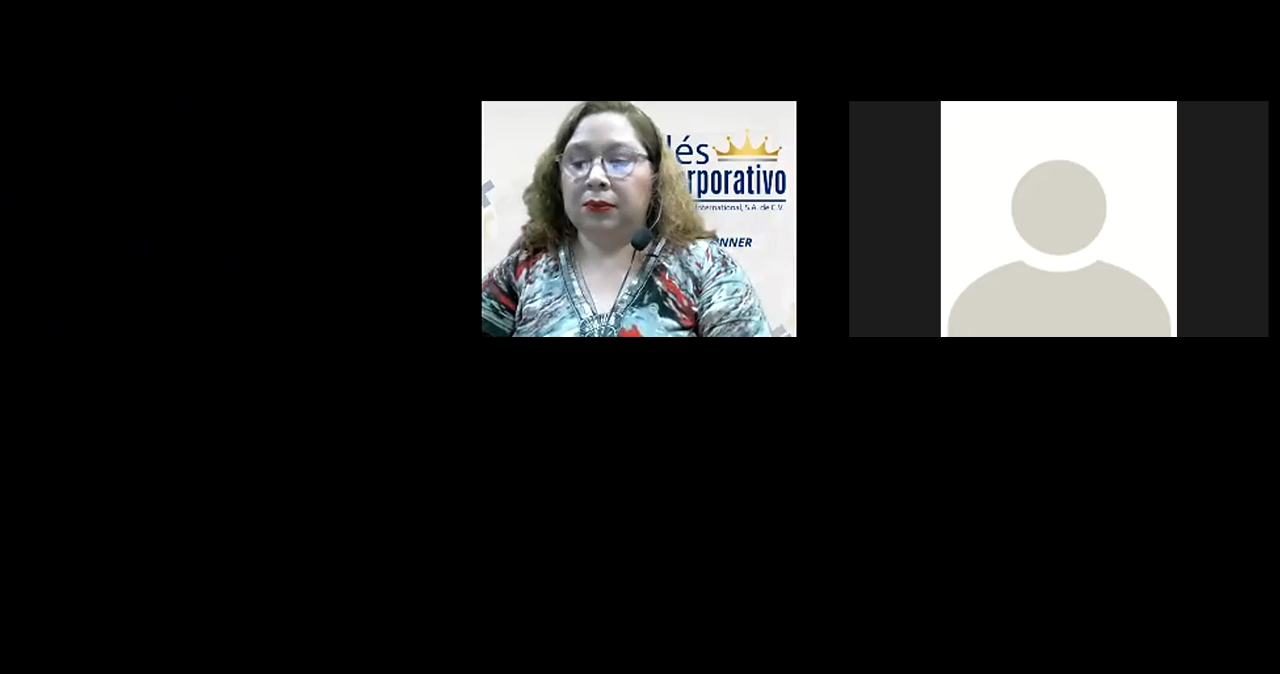 lés
rporativo
International, S.A. de C.V.
NNER